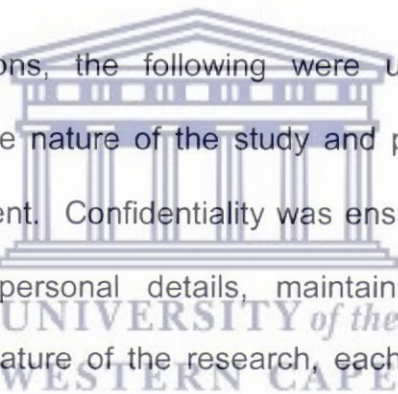 ons, the following were u
e nature of the study and p
ent. Confidentiality was ens
personal details, maintain
UNIVERSITY of the
ature of the research, each
WESTERN CAPE